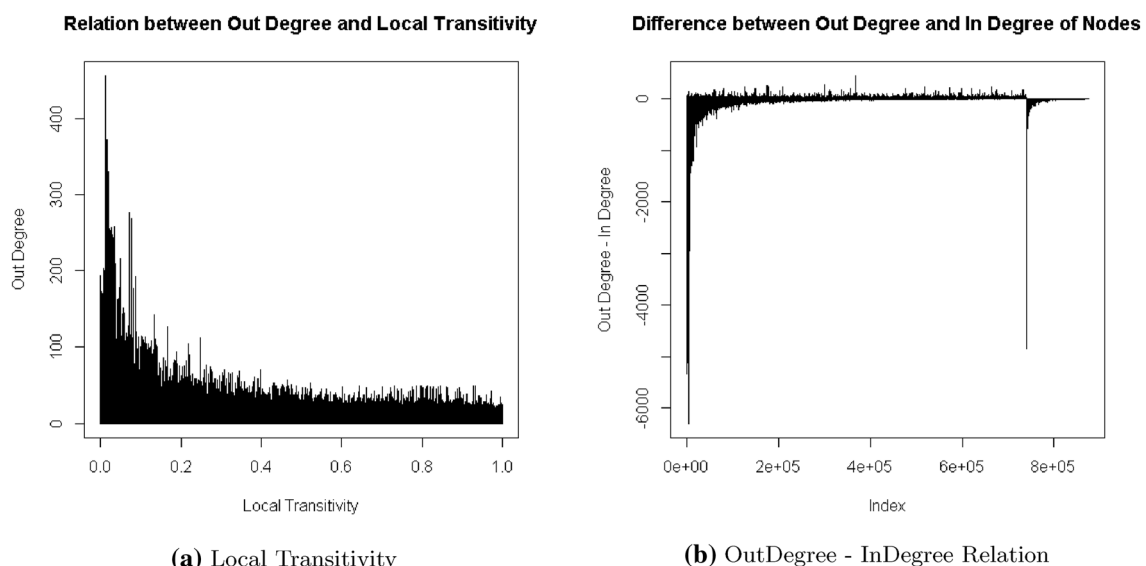 Relation between Out Degree and Local Transitivity
Out Degree
400
300
200
100
0
0.0 0.2 0.4 0.6 0.8 1.0
Local Transitivity
(a) Local Transitivity
Difference between Out Degree and In Degree of Nodes
Out Degree - In Degree
0
-2000
-4000
-6000
0e+00 2e+05 4e+05 6e+05 8e+05
Index
(b) OutDegree - InDegree Relation